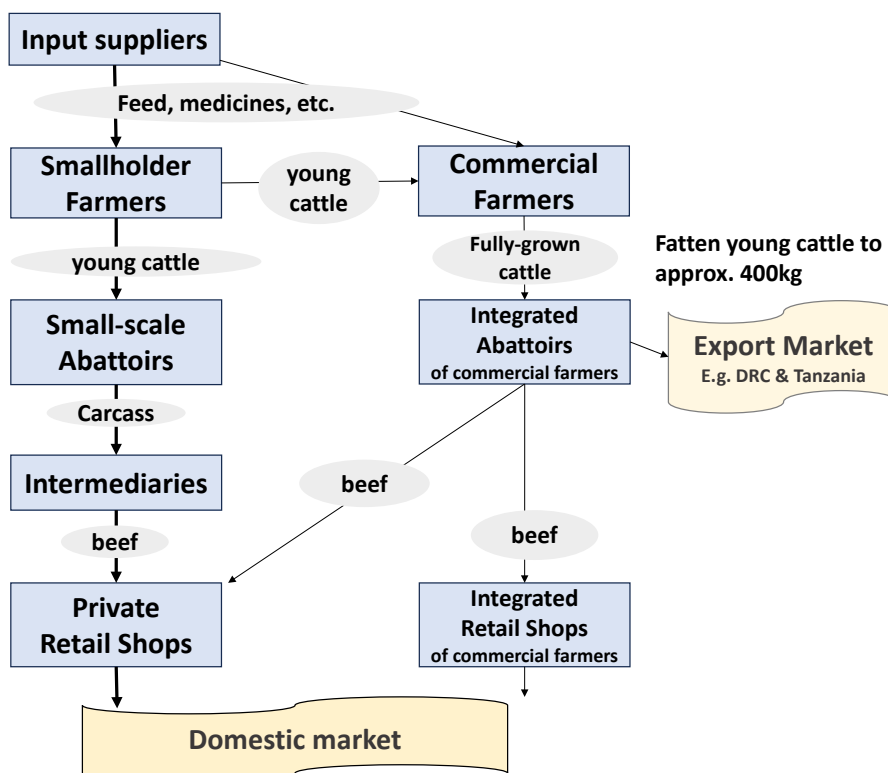 Input suppliers
Feed, medicines, etc.
Smallholder
Farmers
young
cattle
Commercial
Farmers
young cattle
Fully-grown
cattle
Fatten young cattle to
approx. 400kg
Small-scale
Abattoirs
Integrated
Abattoirs
of commercial farmers
Export Market
E.g. DRC & Tanzania
Carcass
Intermediaries
beef
beef
beef
Private
Retail Shops
Integrated
Retail Shops
of commercial farmers
Domestic market